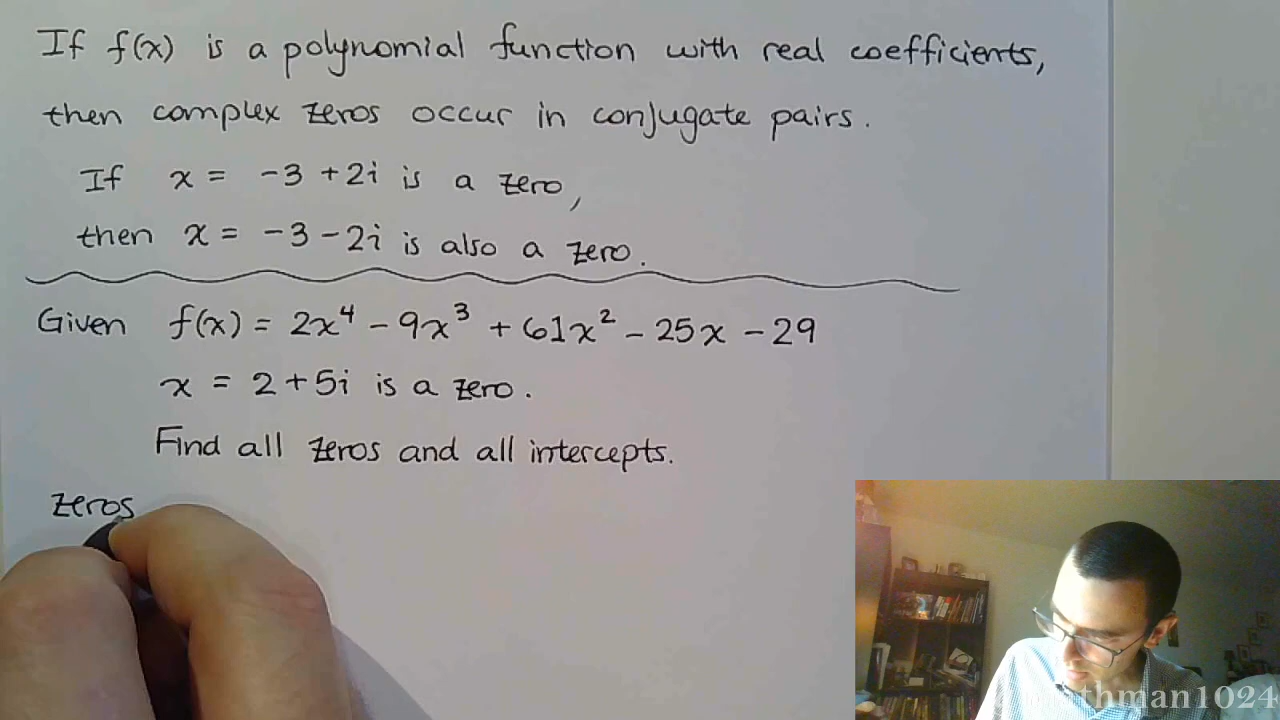 If f(x) is a polynomial function with real coefficients,
then complex zeros occur in conjugate pairs.
If x = -3 +2i is a zero,
then x = -3 - 2i is also a zero.
Given f(x) = 2x⁴ - 9x³ + 61x² - 25x - 29
x = 2 + 5i is a zero.
Find all zeros and all intercepts.
zeros
mathman1024